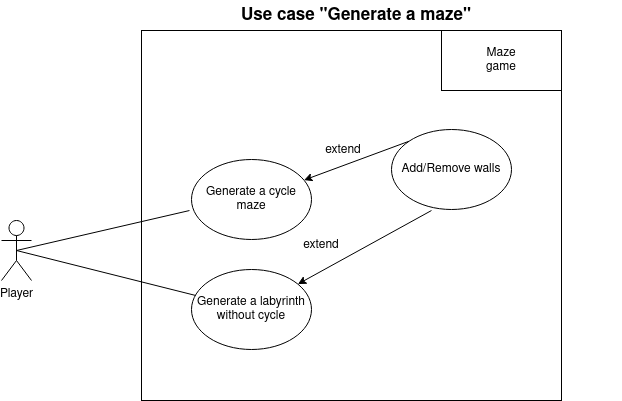 Use case "Generate a maze"
Maze
game
extend
Add/Remove walls
Generate a cycle
maze
extend
Player
Generate a labyrinth
without cycle